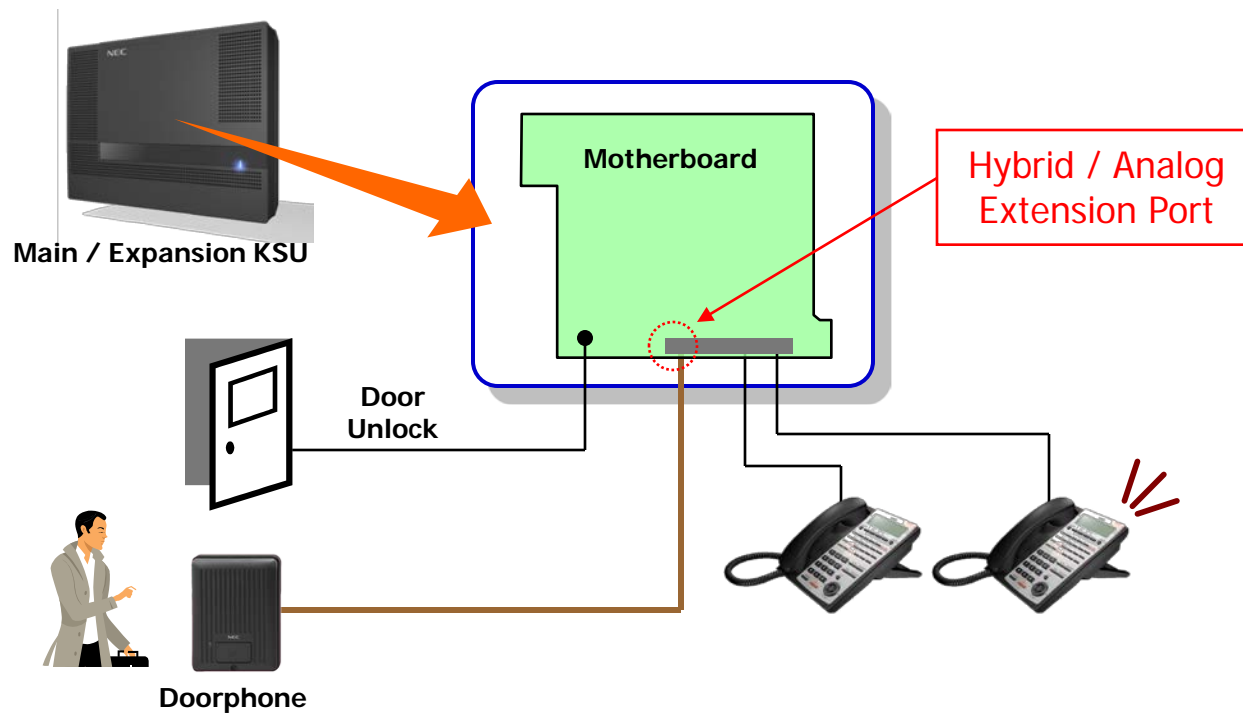 NEC
Main / Expansion KSU
Motherboard
Hybrid / Analog
Extension Port
Door
Unlock
NEC
Doorphone